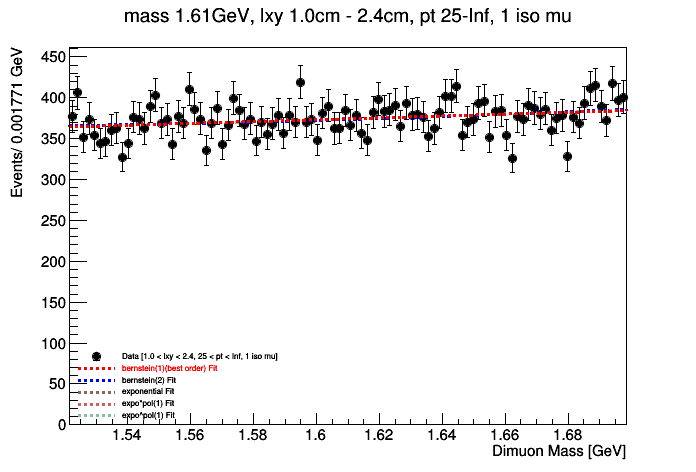 mass 1.61GeV, lxy 1.0cm - 2.4cm, pt 25-Inf, 1 iso mu
Events/ 0.001771 GeV
450
400
350
300
250
200
150
100
50
0
Data [1.0 < lxy < 2.4, 25 < pt < Inf, 1 iso mu]
bernstein(1)(best order) Fit
bernstein(2) Fit
exponential Fit
expo*pol(1) Fit
expo^pol(1) Fit
1.54 1.56 1.58 1.6 1.62 1.64 1.66 1.68
Dimuon Mass [GeV]